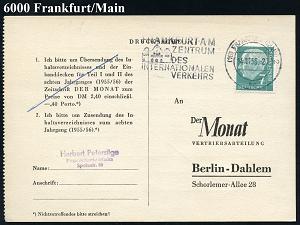 6000 Frankfurt/Main
DRUCKSACHE
FRANKFURT AM
ZENTRUM
DES
INTERNATIONALEN
VERKEHRS
1. Ich bitte um Übersendung des In-
haltsverzeichnisses und der Ein-
banddecken für Teil I und II des
achten Jahrganges (1955/56) der
Zeitschrift DER MONAT zum
Preise von DM 2,40 einschließl.
—,40 Porto.*)
2. Ich bitte um Zusendung des In-
haltsverzeichnisses zum achten
Jahrgang (1955/56).*)
Name:
Anschrift:
*) Nichtzutreffendes bitte streichen!
An
Der Monat
VERTRIEBSABTEILUNG
Berlin-Dahlem
Schorlemer-Allee 28
Herbert